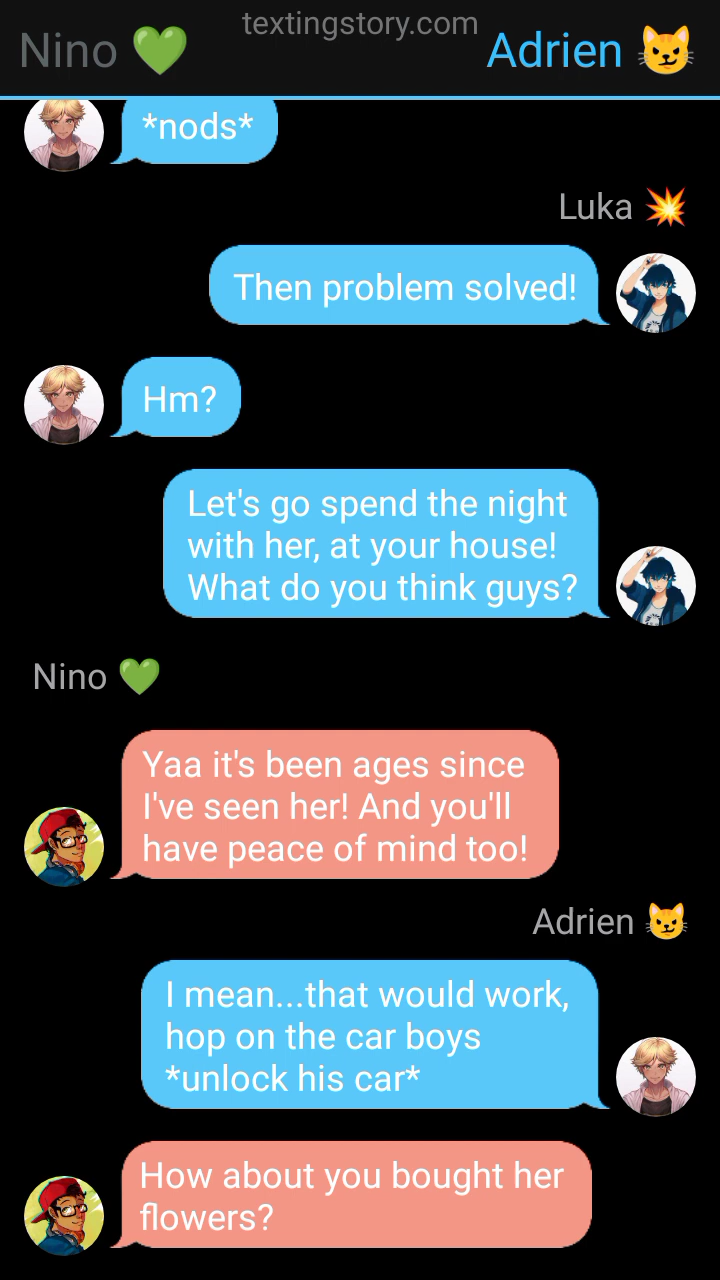 textingstory.com
Nino 💚
Adrien 😼
*nods*
Luka 💥
Then problem solved!
Hm?
Let's go spend the night
with her, at your house!
What do you think guys?
Nino 💚
Yaa it's been ages since
I've seen her! And you'll
have peace of mind too!
Adrien 😼
I mean...that would work,
hop on the car boys
*unlock his car*
How about you bought her
flowers?